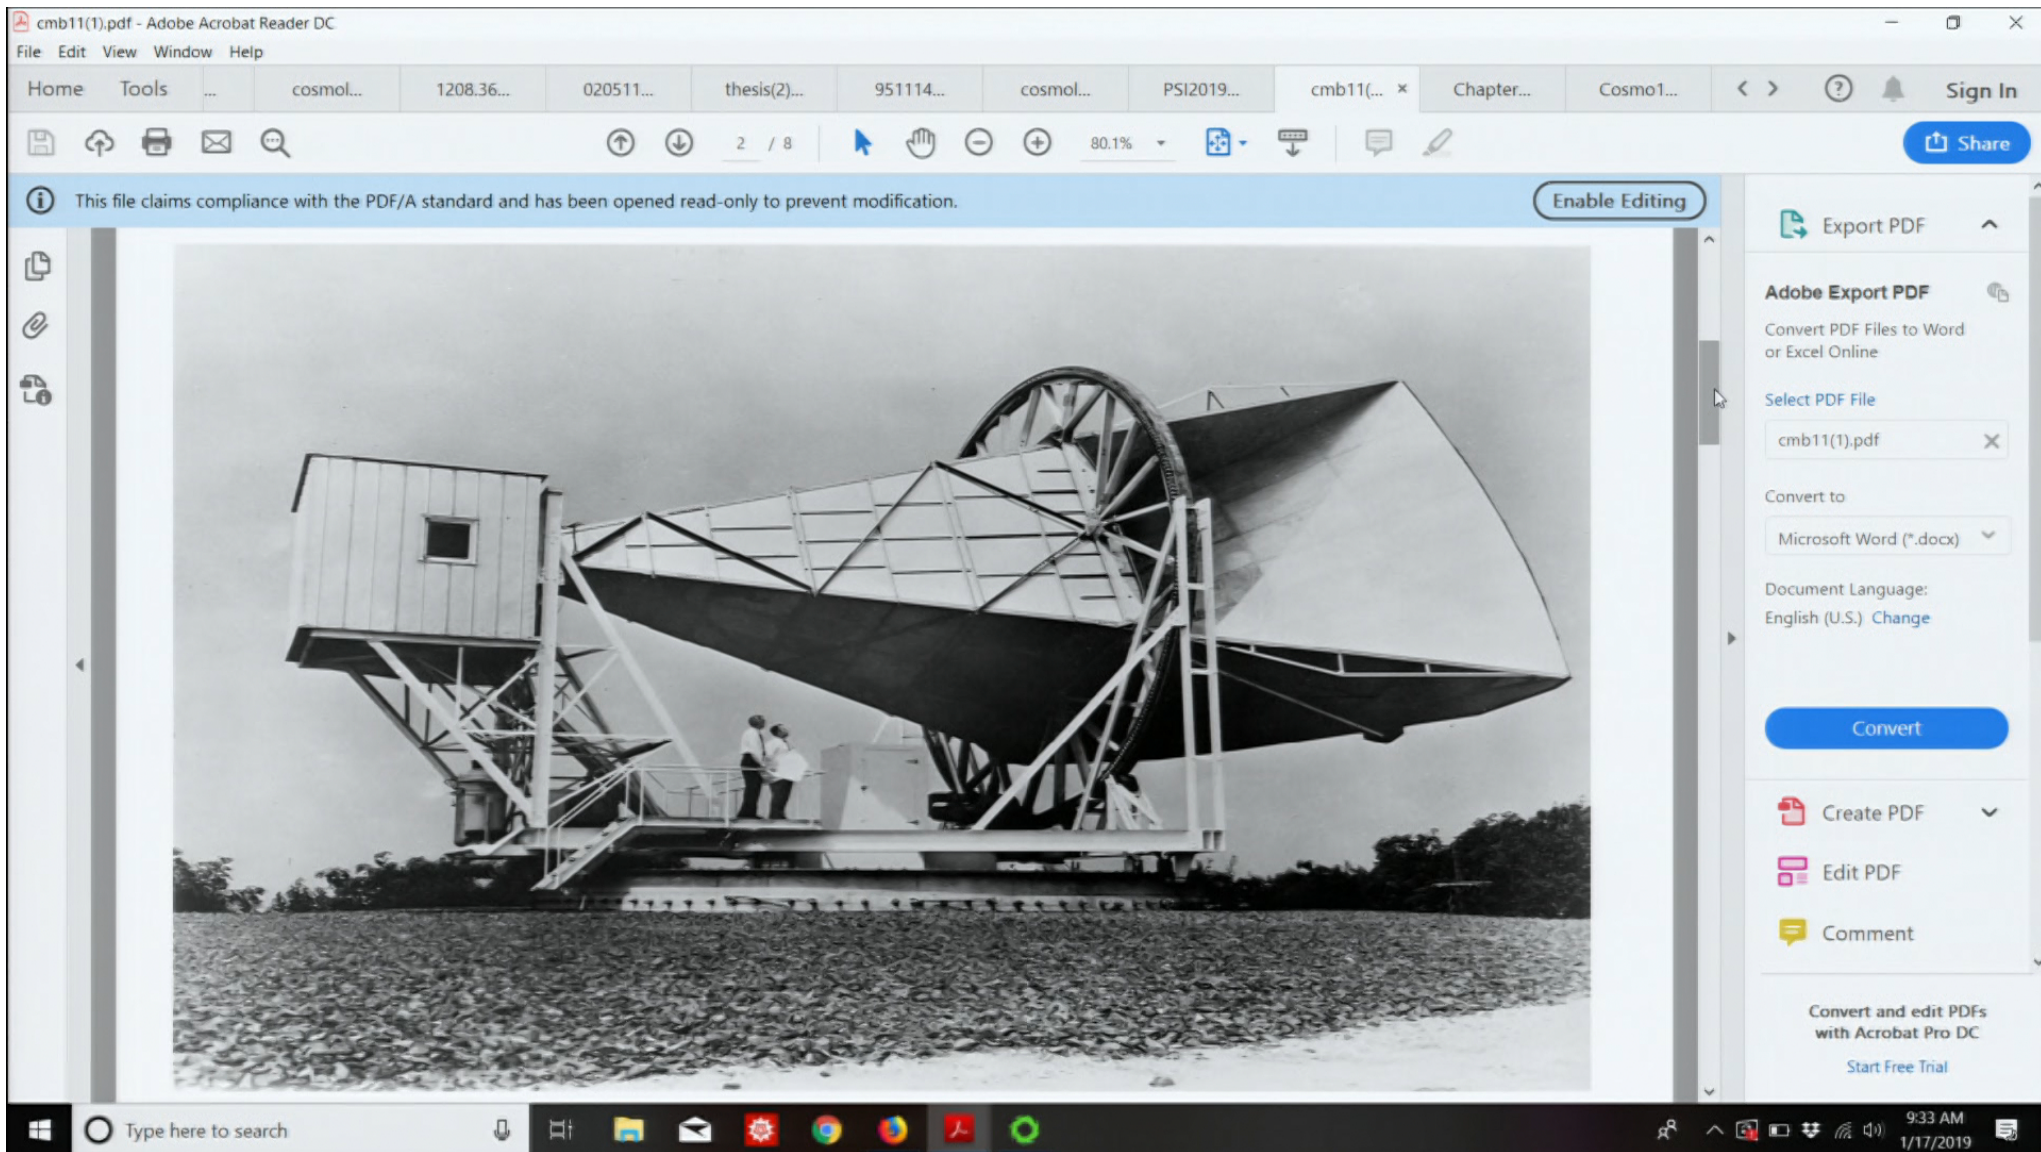 cmb11(1).pdf - Adobe Acrobat Reader DC
File Edit View Window Help
Home Tools ... cosmol... 1208.36... 020511... thesis(2)... 951114... cosmol... PSI2019... cmb11(... × Chapter... Cosmo1... Sign In
2 / 8 80.1% Share
This file claims compliance with the PDF/A standard and has been opened read-only to prevent modification. Enable Editing
Export PDF
Adobe Export PDF
Convert PDF Files to Word
or Excel Online
Select PDF File
cmb11(1).pdf
Convert to
Microsoft Word (*.docx)
Document Language:
English (U.S.) Change
Convert
Create PDF
Edit PDF
Comment
Convert and edit PDFs
with Acrobat Pro DC
Start Free Trial
Type here to search
9:33 AM
1/17/2019